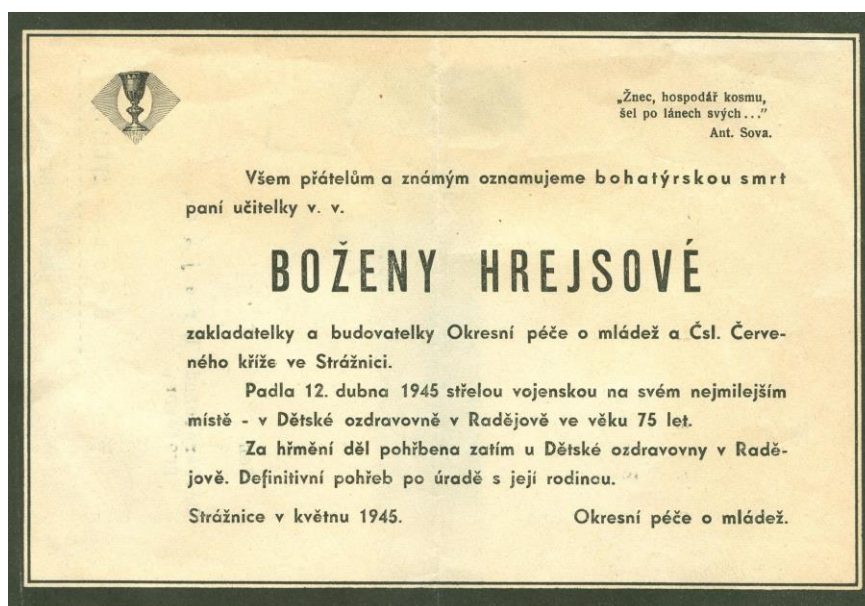 „Žnec, hospodář kosmu,
šel po lánech svých...”
Ant. Sova.
Všem přátelům a známým oznamujeme bohatýrskou smrt
paní učitelky v. v.
BOŽENY HREJSOVÉ
zakladatelky a budovatelky Okresní péče o mládež a Čsl. Červe-
ného kříže ve Strážnici.
Padla 12. dubna 1945 střelou vojenskou na svém nejmilejším
místě - v Dětské ozdravovně v Radějově ve věku 75 let.
Za hřmění děl pohřbena zatím u Dětské ozdravovny v Radě-
jově. Definitivní pohřeb po úradě s její rodinou.
Strážnice v květnu 1945. Okresní péče o mládež.